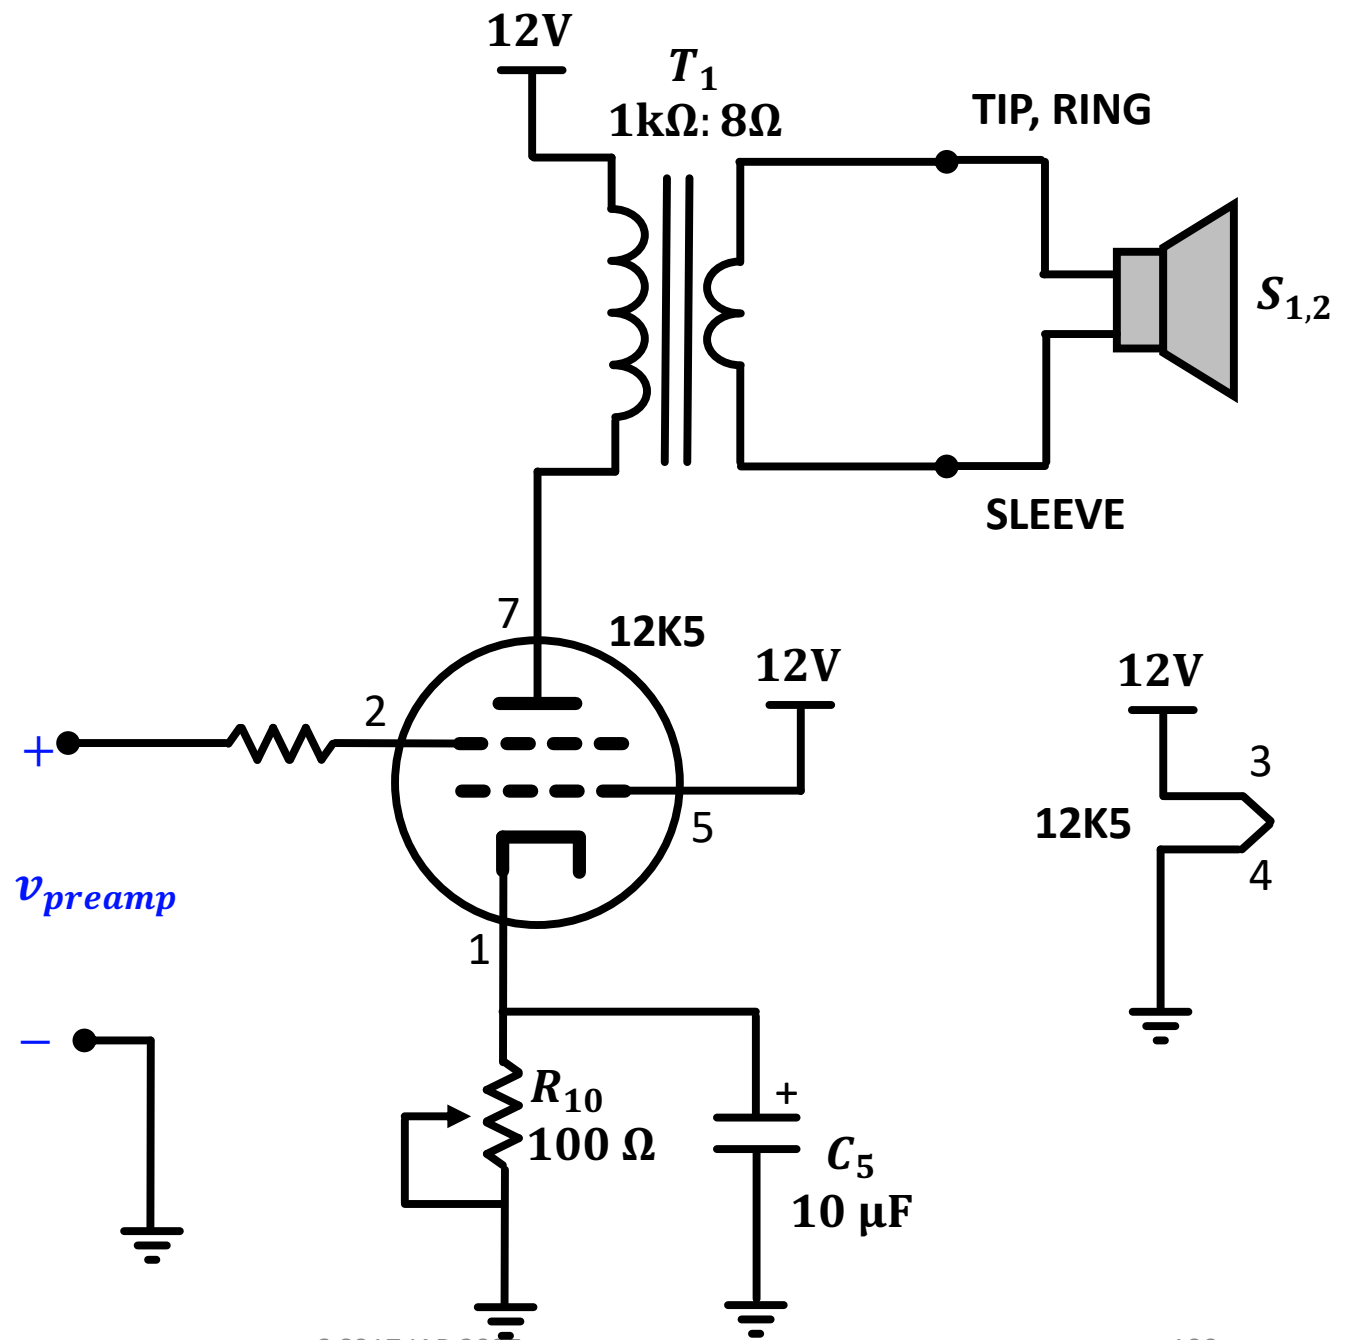 12V
T₁
1kΩ: 8Ω
TIP, RING
S₁,₂
SLEEVE
7
12K5
12V
12V
2
+
3
12K5
5
4
v_preamp
1
−
R₁₀
100 Ω
+
C₅
10 µF